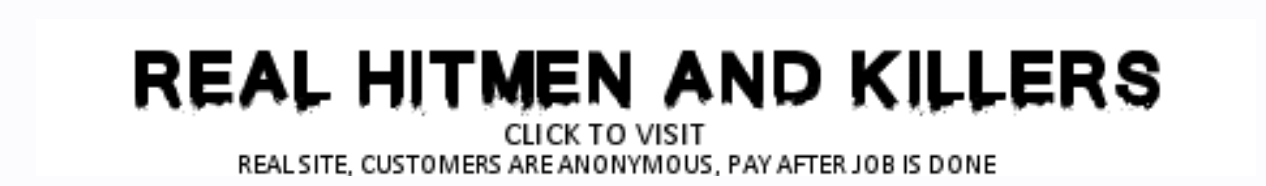 REAL HITMEN AND KILLERS
CLICK TO VISIT
REAL SITE, CUSTOMERS ARE ANONYMOUS, PAY AFTER JOB IS DONE